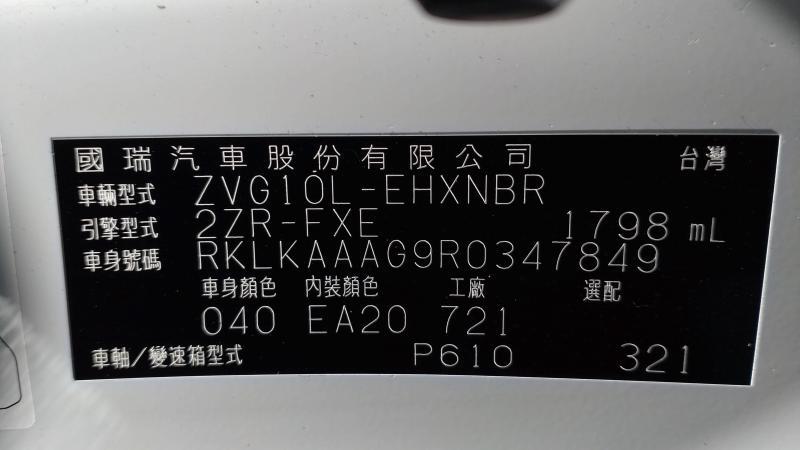 國瑞汽車股份有限公司 台灣
車輛型式 ZVG10L-EHXNBR
引擎型式 2ZR-FXE 1798 mL
車身號碼 RKLKAAAG9R0347849
車身顏色 內裝顏色 工廠 選配
040 EA20 721
車軸/變速箱型式 P610 321